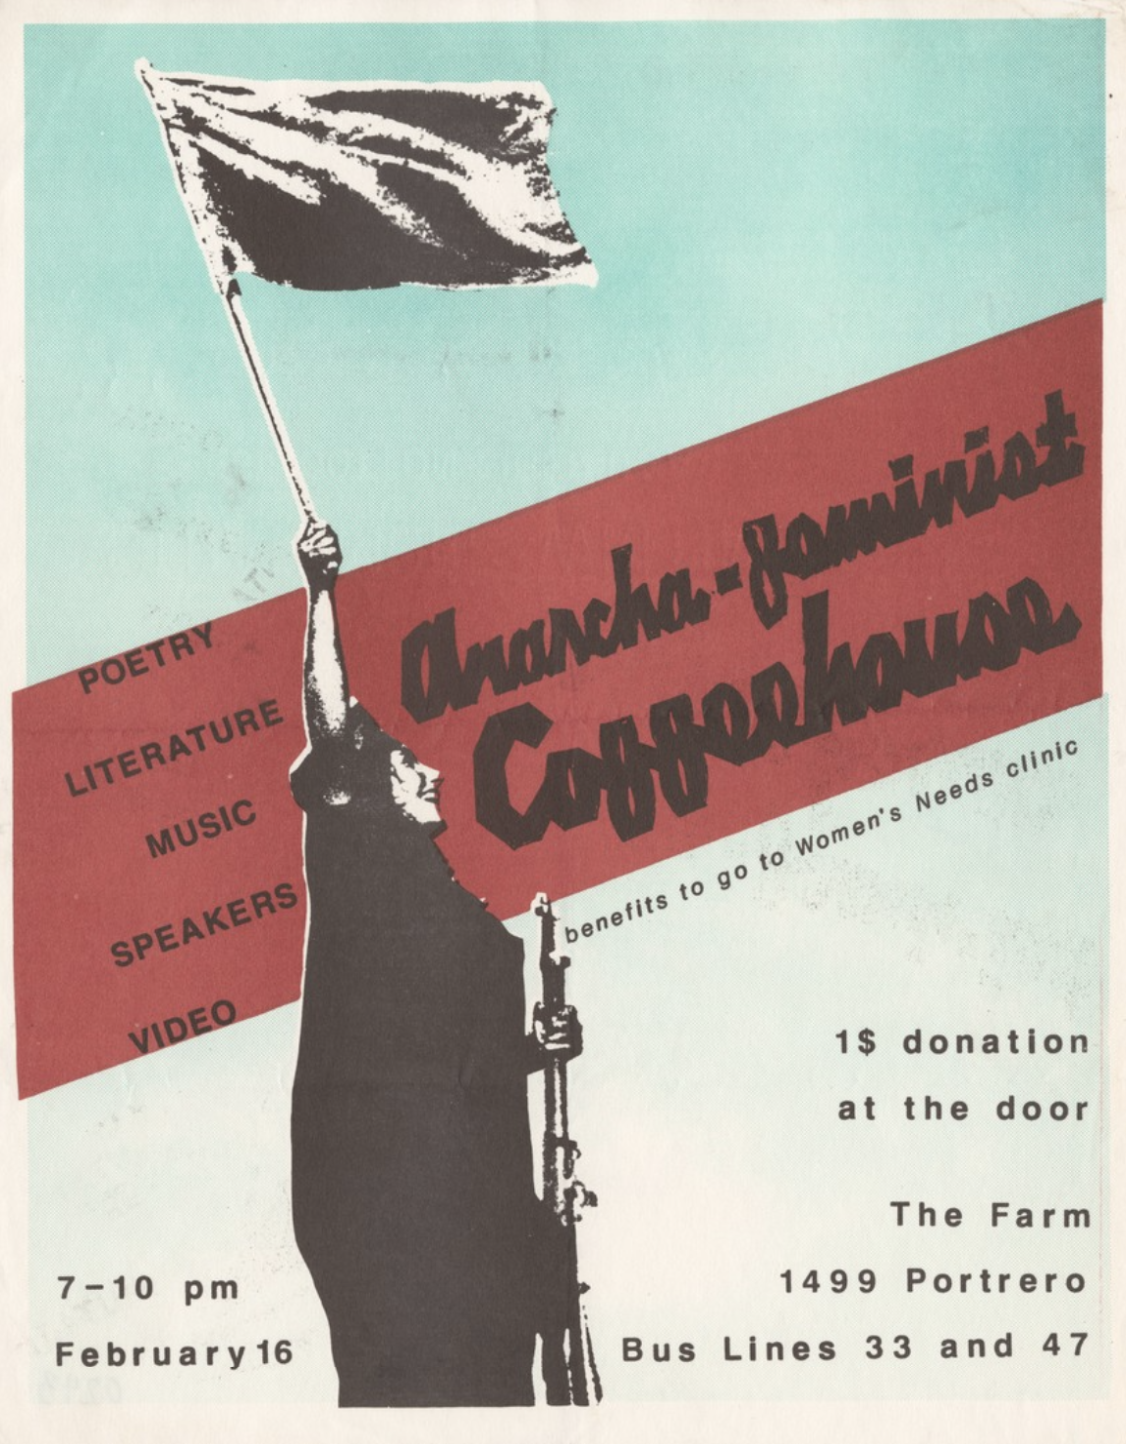 Anarcha-feminist
Coffeehouse
POETRY
LITERATURE
MUSIC
SPEAKERS
VIDEO
benefits to go to Women's Needs clinic
1$ donation
at the door
The Farm
1499 Portrero
Bus Lines 33 and 47
7-10 pm
February 16